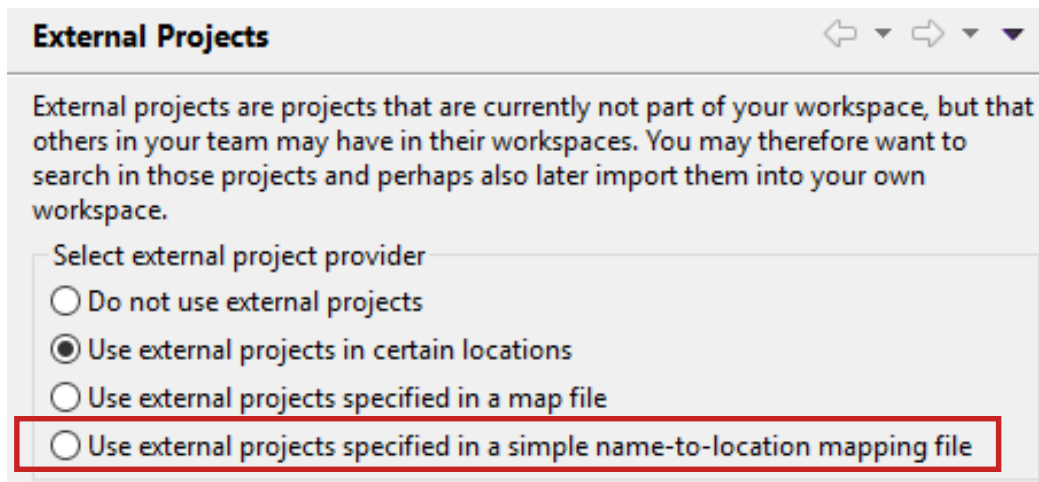 External Projects
External projects are projects that are currently not part of your workspace, but that
others in your team may have in their workspaces. You may therefore want to
search in those projects and perhaps also later import them into your own
workspace.
Select external project provider
Do not use external projects
Use external projects in certain locations
Use external projects specified in a map file
Use external projects specified in a simple name-to-location mapping file